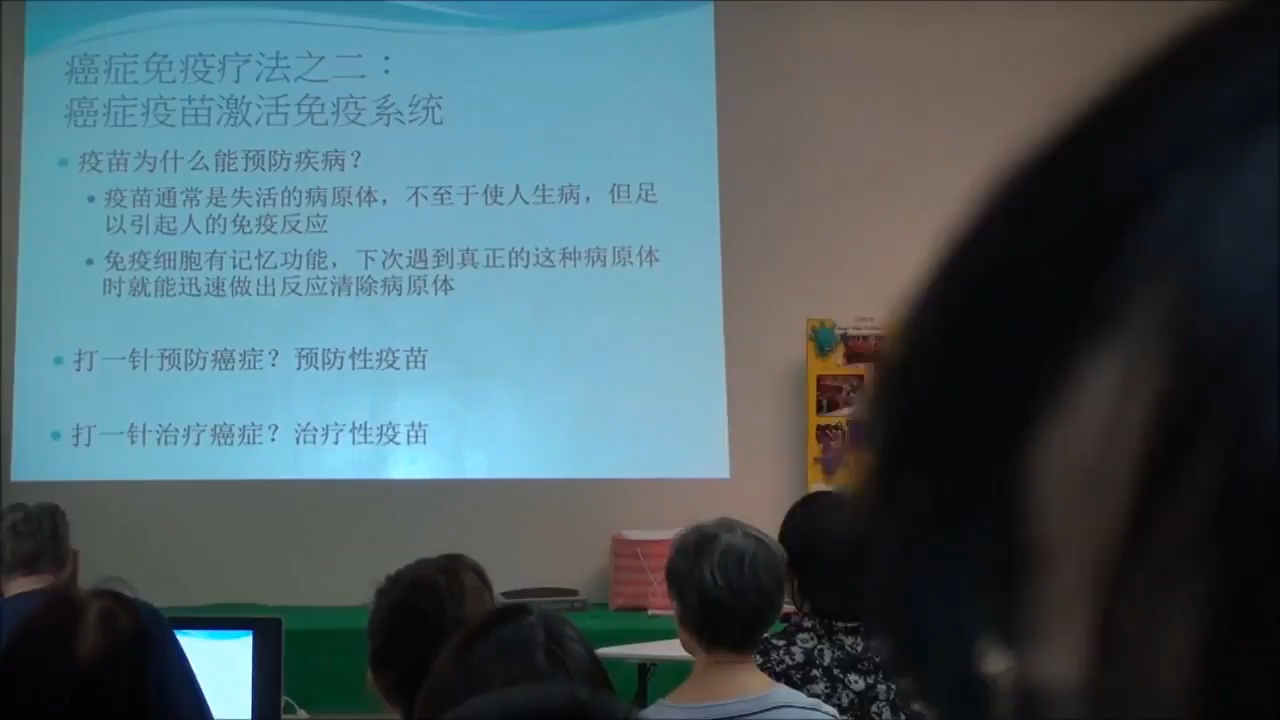 癌症免疫疗法之二：
癌症疫苗激活免疫系统
疫苗为什么能预防疾病？
疫苗通常是失活的病原体，不至于使人生病，但足
以引起人的免疫反应
免疫细胞有记忆功能，下次遇到真正的这种病原体
时就能迅速做出反应清除病原体
打一针预防癌症？预防性疫苗
打一针治疗癌症？治疗性疫苗